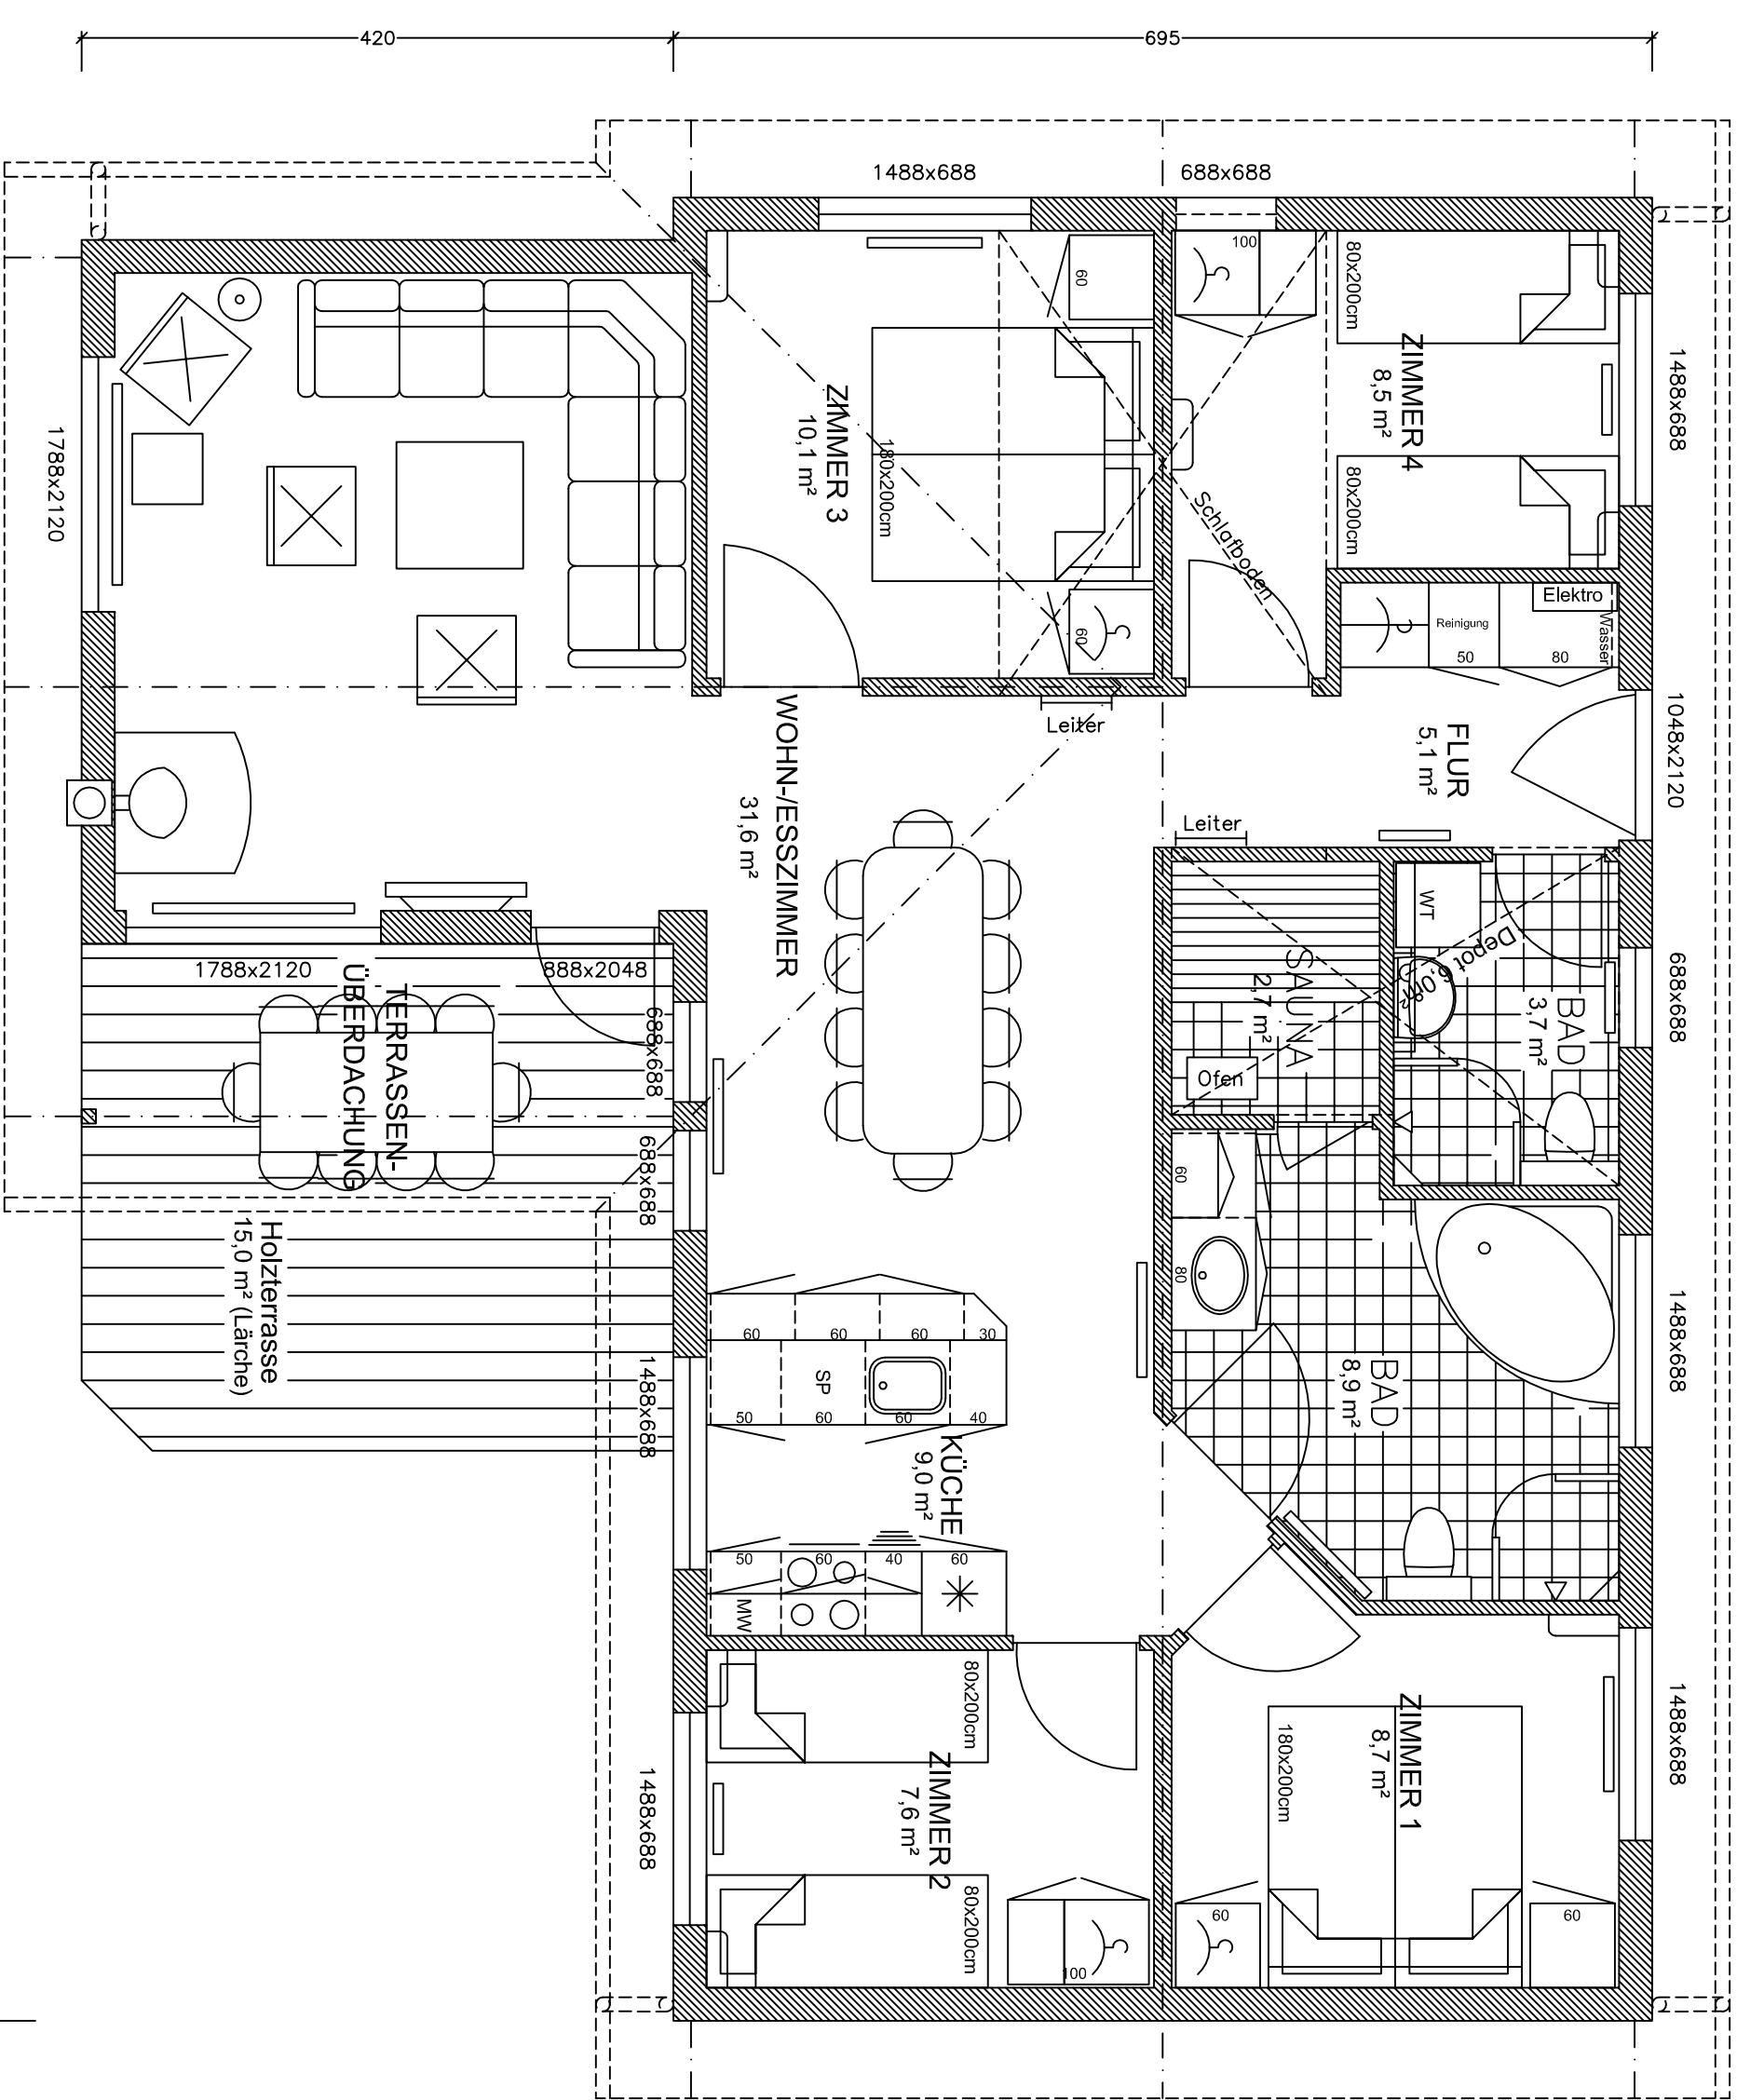 420
695
1488x688
688x688
60
100
80x200cm
ZIMMER 4
8,5 m²
1488x688
ZIMMER 3
10,1 m²
180x200cm
80x200cm
1788x2120
Schlafboden
60
Elektro
Wasser
Reinigung
50
80
Leiter
WOHN-/ESSZIMMER
31,6 m²
FLUR
5,1 m²
1048x2120
Leiter
WT
Depot 6,0m²
SAUNA
2,7 m²
Ofen
BAD
3,7 m²
688x688
1788x2120
888x2048
688x688
TERRASSEN-
ÜBERDACHUNG
688x688
60
80
Holzterrasse
15,0 m² (Lärche)
60
60
60
30
SP
50
60
60
40
1488x688
BAD
8,9 m²
1488x688
KÜCHE
9,0 m²
50
60
40
60
MW
80x200cm
ZIMMER 2
7,6 m²
1488x688
80x200cm
100
ZIMMER 1
8,7 m²
180x200cm
1488x688
60
60